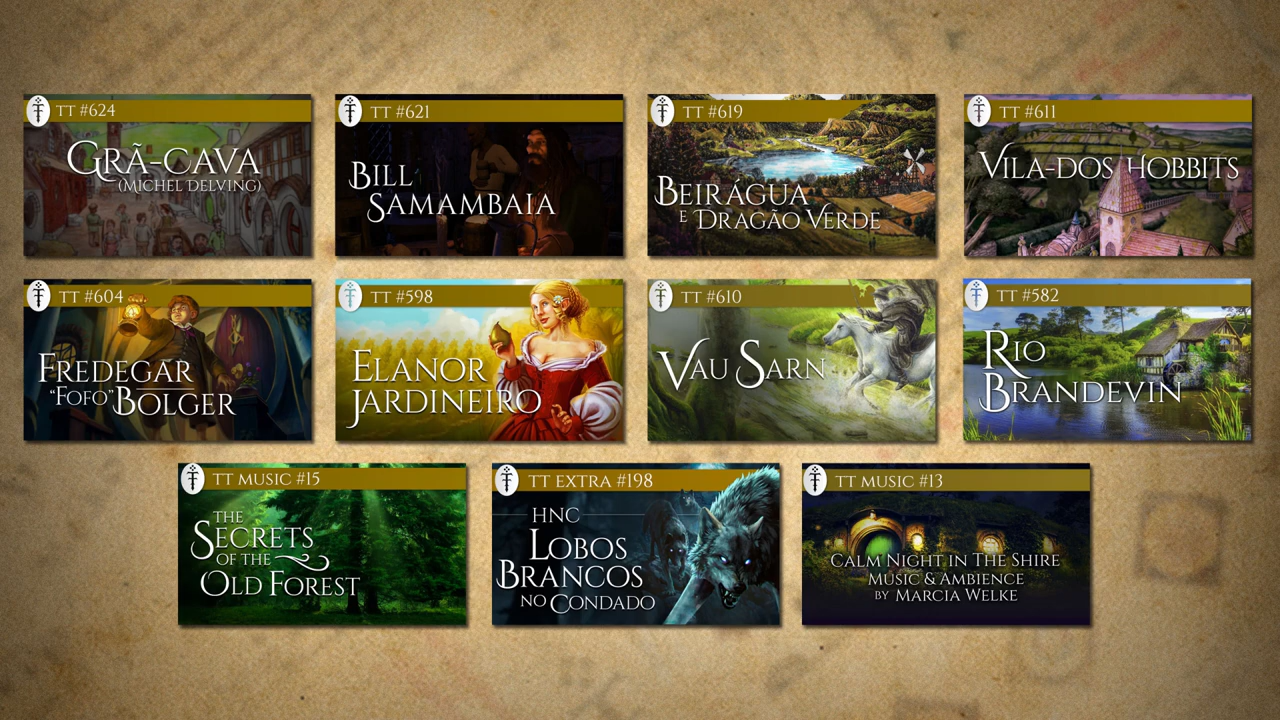 TT #624
GRÃ-CAVA
(MICHEL DELVING)
TT #621
BILL
SAMAMBAIA
TT #619
BEIRÁGUA
E DRAGÃO VERDE
TT #611
VILA-DOS HOBBITS
TT #604
FREDEGAR
"FOFO" BOLGER
TT #598
ELANOR
JARDINEIRO
TT #610
VAU SARN
TT #582
RIO
BRANDEVIN
TT MUSIC #15
THE
SECRETS
OF THE
OLD FOREST
TT EXTRA #198
HNC
LOBOS
BRANCOS
NO CONDADO
TT MUSIC #13
CALM NIGHT IN THE SHIRE
MUSIC & AMBIENCE
BY MARCIA WELKE